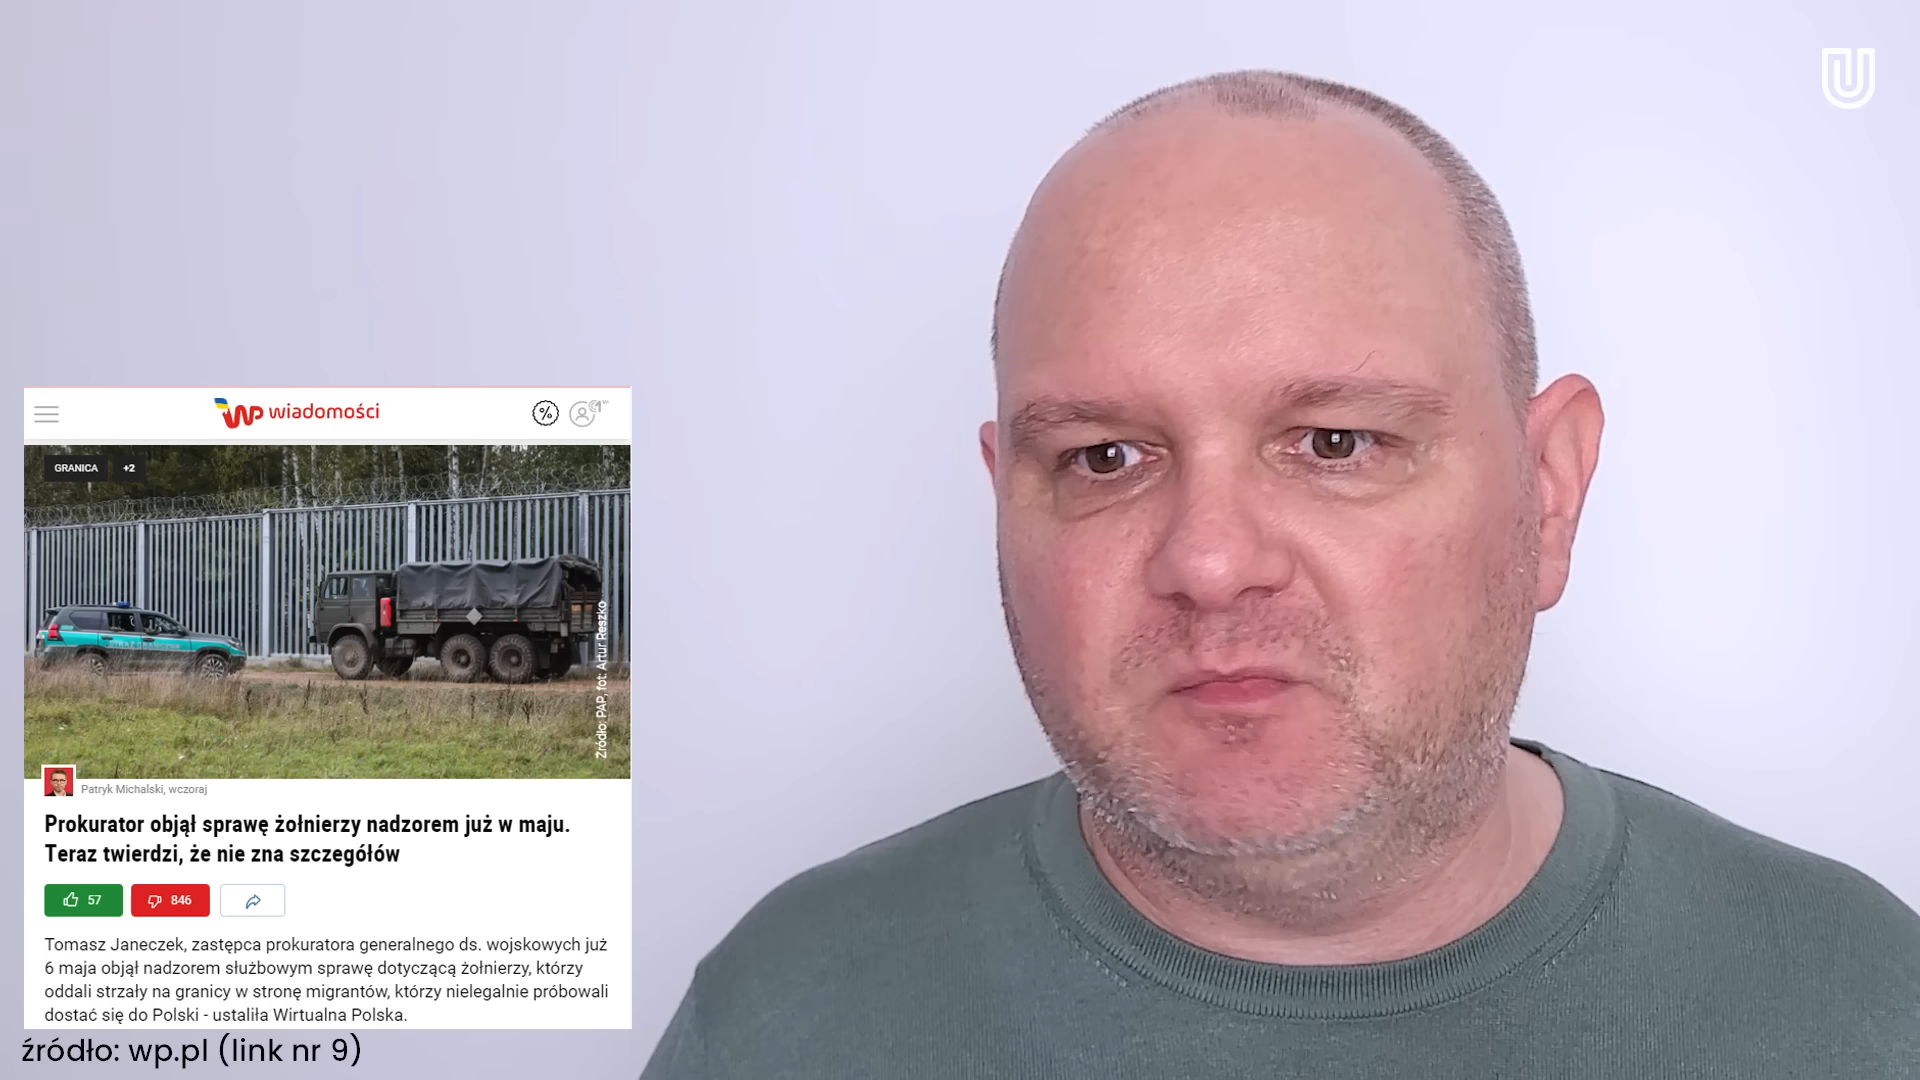 wp wiadomości
GRANICA
+2
Źródło: PAP, fot: Artur Reszko
Patryk Michalski, wczoraj
Prokurator objął sprawę żołnierzy nadzorem już w maju.
Teraz twierdzi, że nie zna szczegółów
57
846
Tomasz Janeczek, zastępca prokuratora generalnego ds. wojskowych już
6 maja objął nadzorem służbowym sprawę dotyczącą żołnierzy, którzy
oddali strzały na granicy w stronę migrantów, którzy nielegalnie próbowali
dostać się do Polski - ustaliła Wirtualna Polska.
źródło: wp.pl (link nr 9)